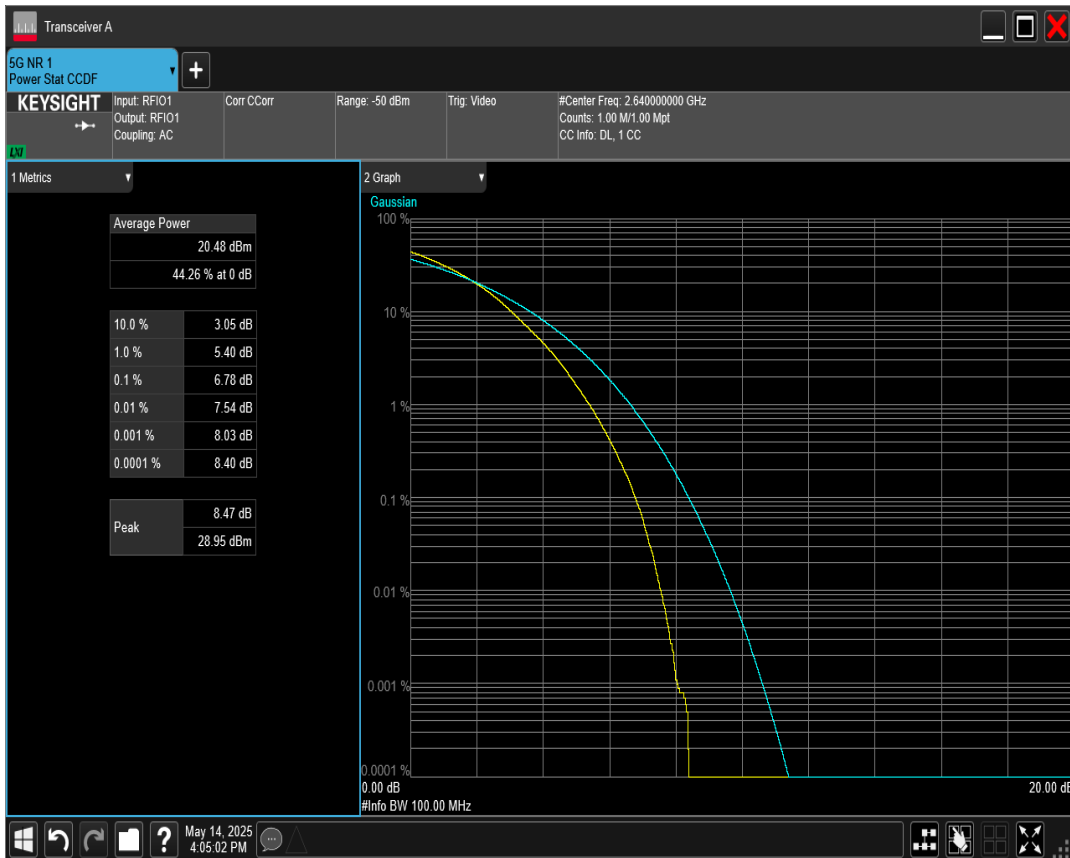 Transceiver A
5G NR 1
Power Stat CCDF
+
KEYSIGHT
LXI
Input: RFIO1
Output: RFIO1
Coupling: AC
Corr CCorr
Range: -50 dBm
Trig: Video
#Center Freq: 2.640000000 GHz
Counts: 1.00 M/1.00 Mpt
CC Info: DL, 1 CC
1 Metrics
Average Power
20.48 dBm
44.26 % at 0 dB
10.0 % 3.05 dB
1.0 % 5.40 dB
0.1 % 6.78 dB
0.01 % 7.54 dB
0.001 % 8.03 dB
0.0001 % 8.40 dB
Peak 8.47 dB
28.95 dBm
2 Graph
Gaussian
100 %
10 %
1 %
0.1 %
0.01 %
0.001 %
0.0001 %
0.00 dB 20.00 dB
#Info BW 100.00 MHz
?
May 14, 2025
4:05:02 PM